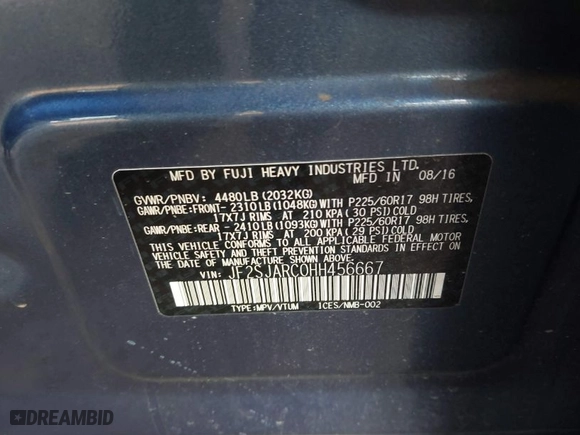 MFD BY FUJI HEAVY INDUSTRIES LTD.
MFD IN 08/16
GVWR/PNBV: 4480LB(2032KG)
GAWR/PNBE:FRONT-2310LB(1048KG)WITH P225/60R17 98H TIRES,
17X7J RIMS AT 210 KPA(30 PSI)COLD
GAWR/PNBE:REAR -2410LB(1093KG)WITH P225/60R17 98H TIRES,
17X7J RIMS AT 200 KPA(29 PSI)COLD
THIS VEHICLE CONFORMS TO ALL APPLICABLE FEDERAL MOTOR
VEHICLE SAFETY, BUMPER, AND THEFT PREVENTION STANDARDS
IN EFFECT ON THE DATE OF MANUFACTURE SHOWN ABOVE.
VIN: JF2SJARC0HH456667
TYPE:MPV/VTUM ICES/NMB-002
DREAMBID